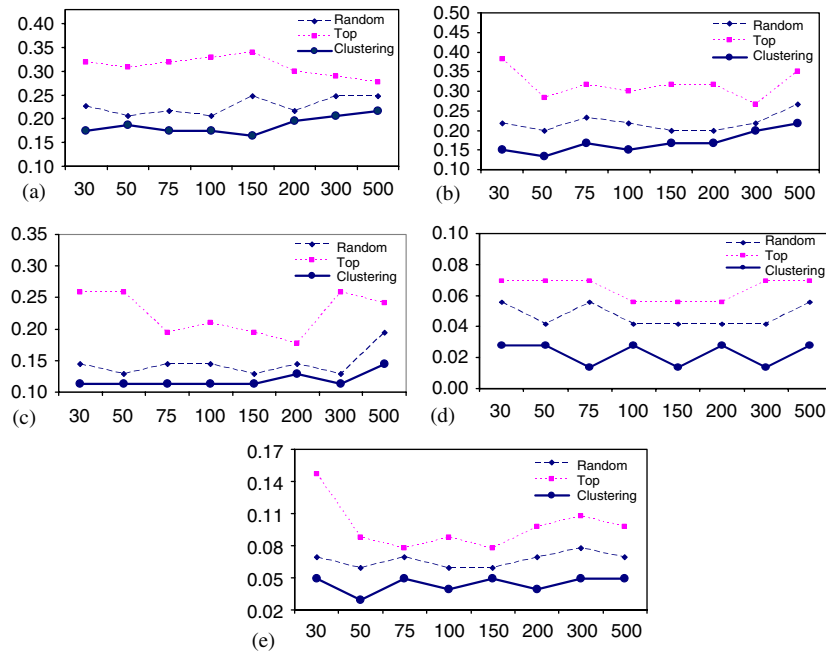 0.40
0.35
0.30
0.25
0.20
0.15
0.10
Random
Top
Clustering
30 50 75 100 150 200 300 500
(a)
0.50
0.45
0.40
0.35
0.30
0.25
0.20
0.15
0.10
Random
Top
Clustering
30 50 75 100 150 200 300 500
(b)
0.35
0.30
0.25
0.20
0.15
0.10
Random
Top
Clustering
30 50 75 100 150 200 300 500
(c)
0.10
0.08
0.06
0.04
0.02
0.00
Random
Top
Clustering
30 50 75 100 150 200 300 500
(d)
0.17
0.14
0.11
0.08
0.05
0.02
Random
Top
Clustering
30 50 75 100 150 200 300 500
(e)